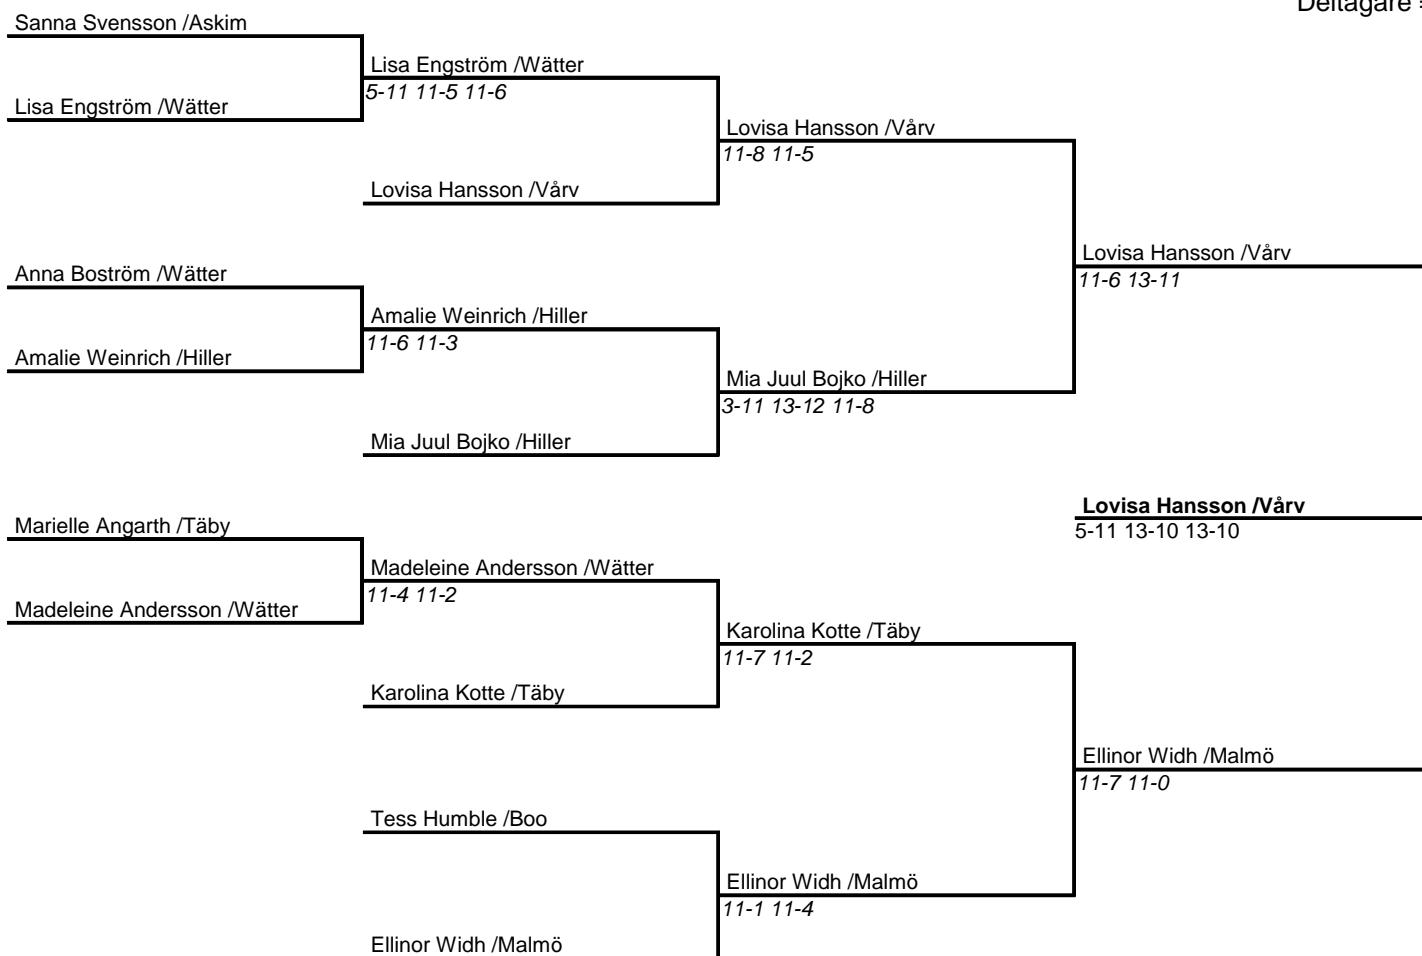 Deltagare =
Sanna Svensson /Askim
Lisa Engström /Wätter
5-11 11-5 11-6
Lisa Engström /Wätter
Lovisa Hansson /Vårv
11-8 11-5
Lovisa Hansson /Vårv
Lovisa Hansson /Vårv
11-6 13-11
Anna Boström /Wätter
Amalie Weinrich /Hiller
11-6 11-3
Amalie Weinrich /Hiller
Mia Juul Bojko /Hiller
3-11 13-12 11-8
Mia Juul Bojko /Hiller
Lovisa Hansson /Vårv
5-11 13-10 13-10
Marielle Angarth /Täby
Madeleine Andersson /Wätter
11-4 11-2
Madeleine Andersson /Wätter
Karolina Kotte /Täby
11-7 11-2
Karolina Kotte /Täby
Ellinor Widh /Malmö
11-7 11-0
Tess Humble /Boo
Ellinor Widh /Malmö
11-1 11-4
Ellinor Widh /Malmö